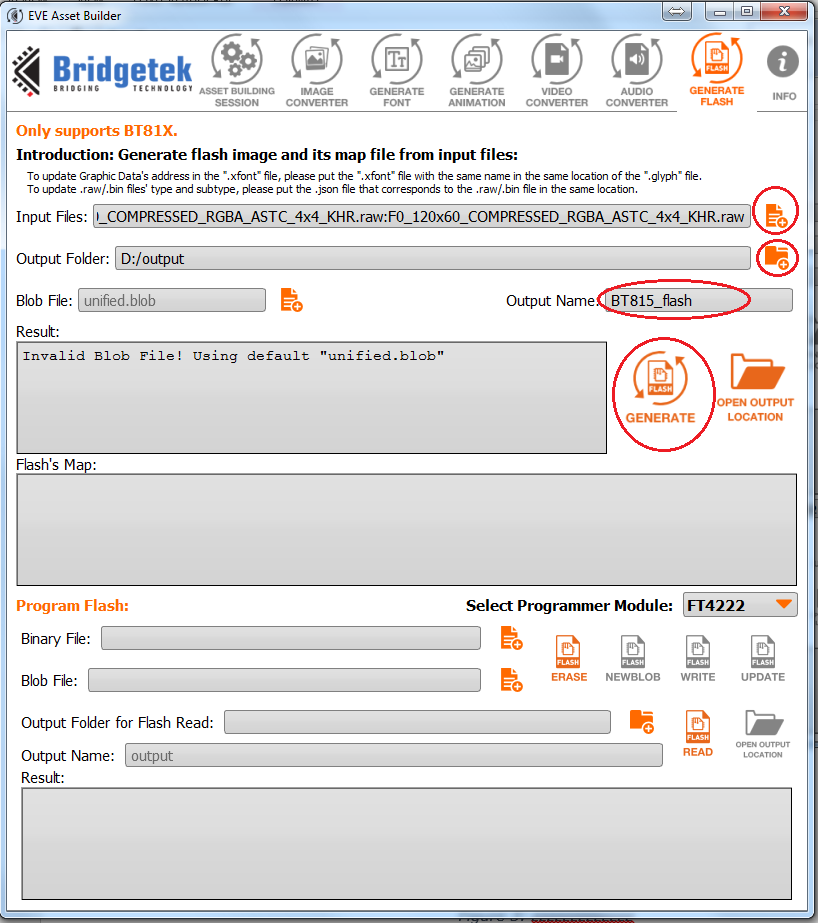 EVE Asset Builder
Bridgetek
BRIDGING TECHNOLOGY
ASSET BUILDING SESSION
IMAGE CONVERTER
GENERATE FONT
GENERATE ANIMATION
VIDEO CONVERTER
AUDIO CONVERTER
FLASH
GENERATE FLASH
INFO
Only supports BT81X.
Introduction: Generate flash image and its map file from input files:
To update Graphic Data's address in the ".xfont" file, please put the ".xfont" file with the same name in the same location of the ".glyph" file.
To update .raw/.bin files' type and subtype, please put the .json file that corresponds to the .raw/.bin file in the same location.
Input Files: _COMPRESSED_RGBA_ASTC_4x4_KHR.raw:F0_120x60_COMPRESSED_RGBA_ASTC_4x4_KHR.raw
Output Folder: D:/output
Blob File: unified.blob Output Name: BT815_flash
Result:
Invalid Blob File! Using default "unified.blob"
FLASH
GENERATE
OPEN OUTPUT LOCATION
Flash's Map:
Program Flash: Select Programmer Module: FT4222
Binary File:
Blob File:
FLASH FLASH FLASH FLASH
ERASE NEWBLOB WRITE UPDATE
Output Folder for Flash Read:
FLASH
READ
OPEN OUTPUT LOCATION
Output Name: output
Result: